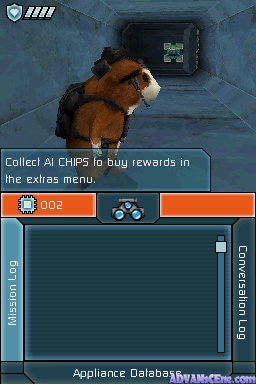 Collect AI CHIPS to buy rewards in
the extras menu.
002
Mission Log
Conversation Log
Appliance Database
ADVANsCEne.com